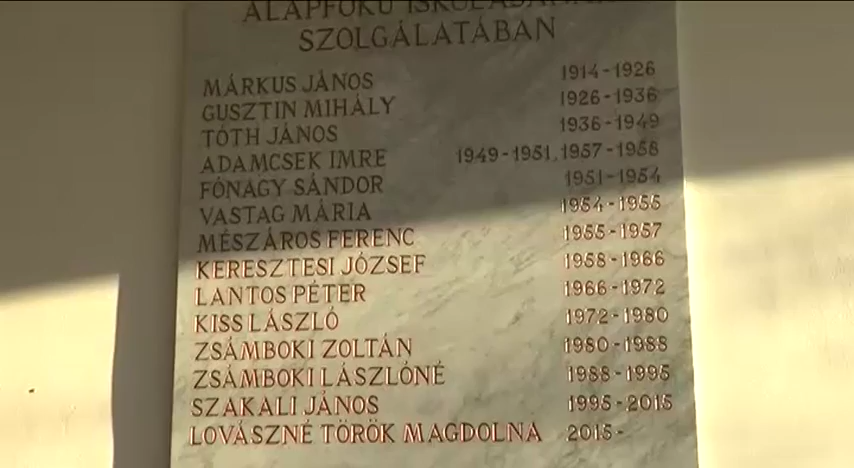 ALAPFOKÚ ISKOLÁJÁNAK
SZOLGÁLATÁBAN
MÁRKUS JÁNOS 1914-1926
GUSZTIN MIHÁLY 1926-1936
TÓTH JÁNOS 1936-1949
ADAMCSEK IMRE 1949-1951, 1957-1958
FÓNAGY SÁNDOR 1951-1954
VASTAG MÁRIA 1954-1955
MÉSZÁROS FERENC 1955-1957
KERESZTESI JÓZSEF 1958-1966
LANTOS PÉTER 1966-1972
KISS LÁSZLÓ 1972-1980
ZSÁMBOKI ZOLTÁN 1980-1988
ZSÁMBOKI LÁSZLÓNÉ 1988-1995
SZAKALI JÁNOS 1995-2015
LOVÁSZNÉ TÖRÖK MAGDOLNA 2015-